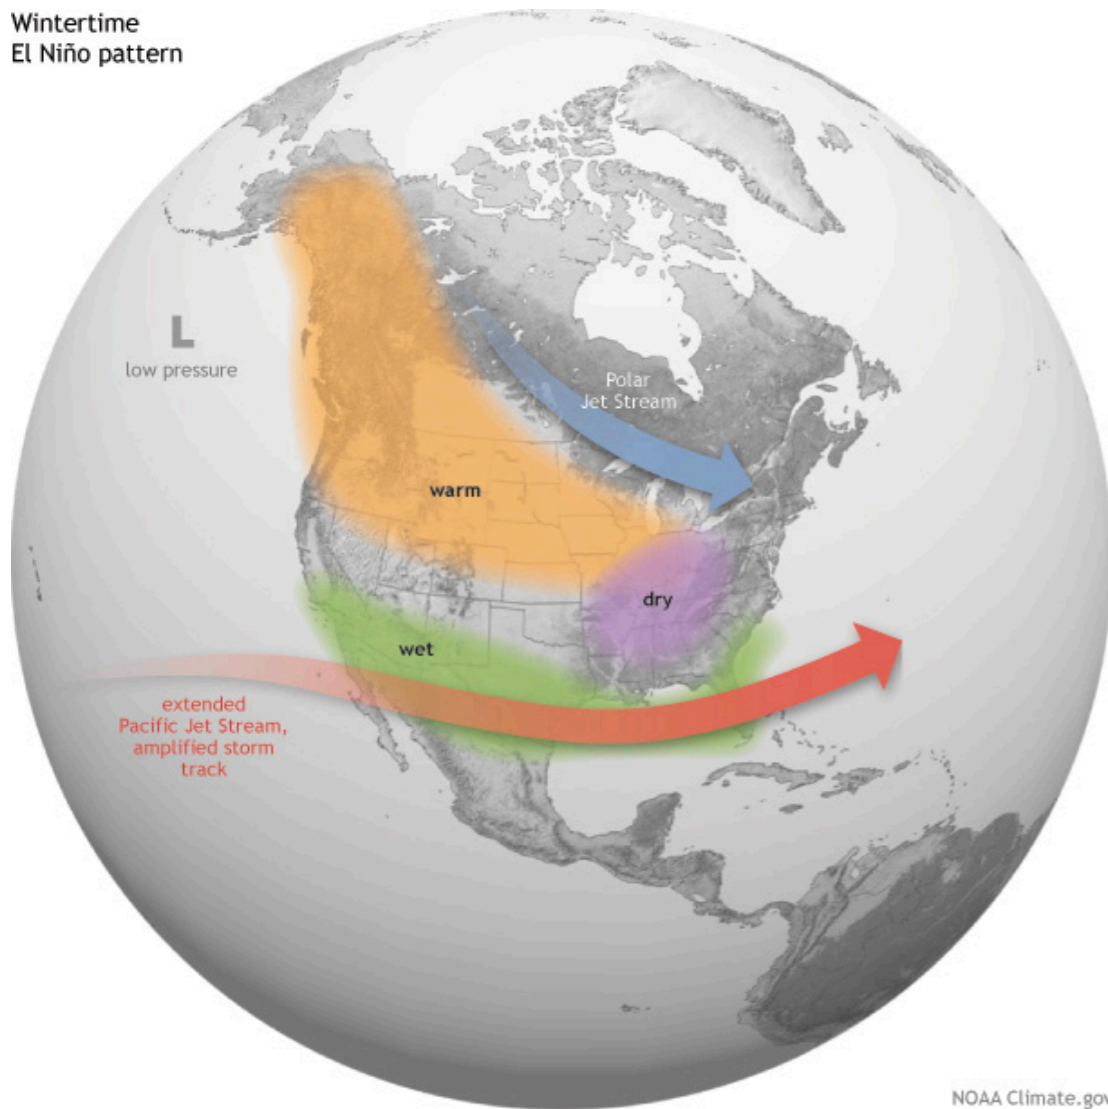 Wintertime
El Niño pattern
L
low pressure
Polar
Jet Stream
warm
dry
wet
extended
Pacific Jet Stream,
amplified storm
track
NOAA Climate.gov